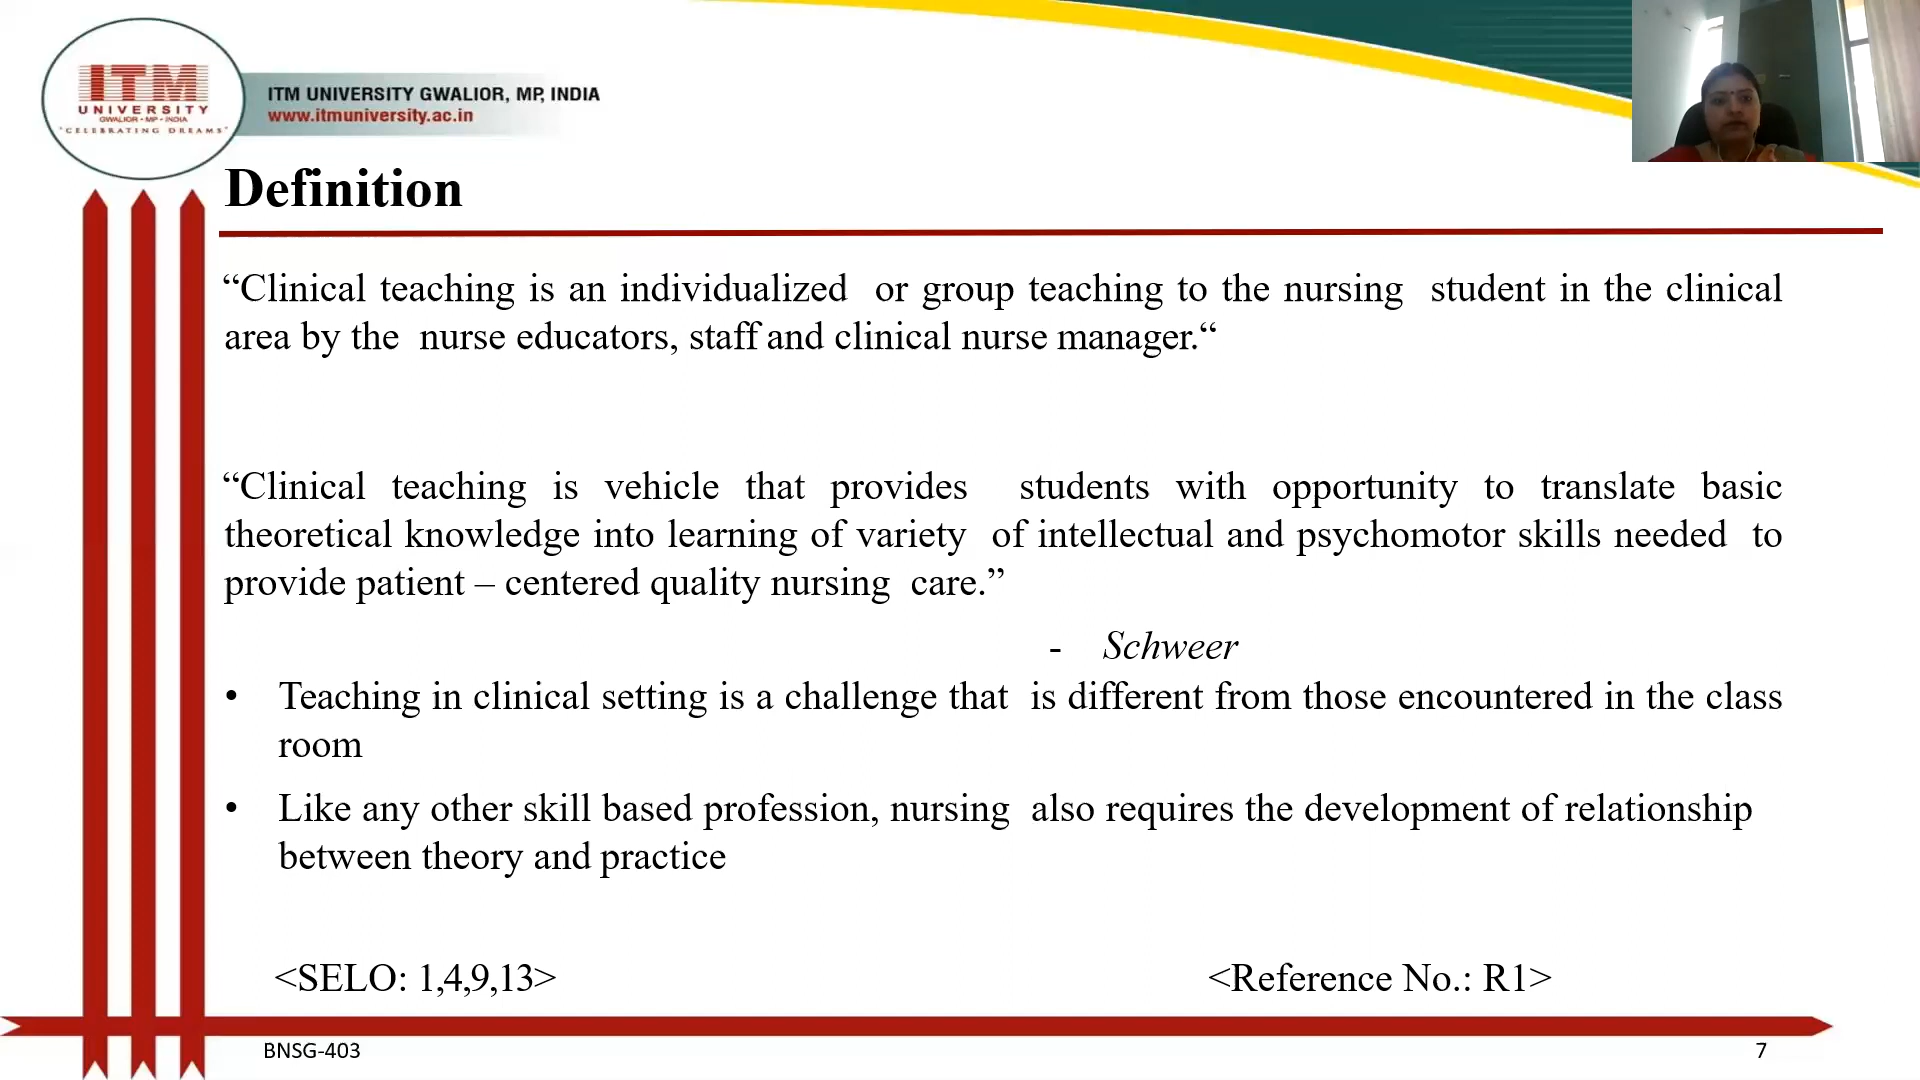 ITM
UNIVERSITY
GWALIOR • MP • INDIA
"CELEBRATING DREAMS"
ITM UNIVERSITY GWALIOR, MP, INDIA
www.itmuniversity.ac.in
Definition
“Clinical teaching is an individualized or group teaching to the nursing student in the clinical
area by the nurse educators, staff and clinical nurse manager.“
“Clinical teaching is vehicle that provides students with opportunity to translate basic
theoretical knowledge into learning of variety of intellectual and psychomotor skills needed to
provide patient – centered quality nursing care.”
- Schweer
• Teaching in clinical setting is a challenge that is different from those encountered in the class
room
• Like any other skill based profession, nursing also requires the development of relationship
between theory and practice
<SELO: 1,4,9,13> <Reference No.: R1>
BNSG-403 7